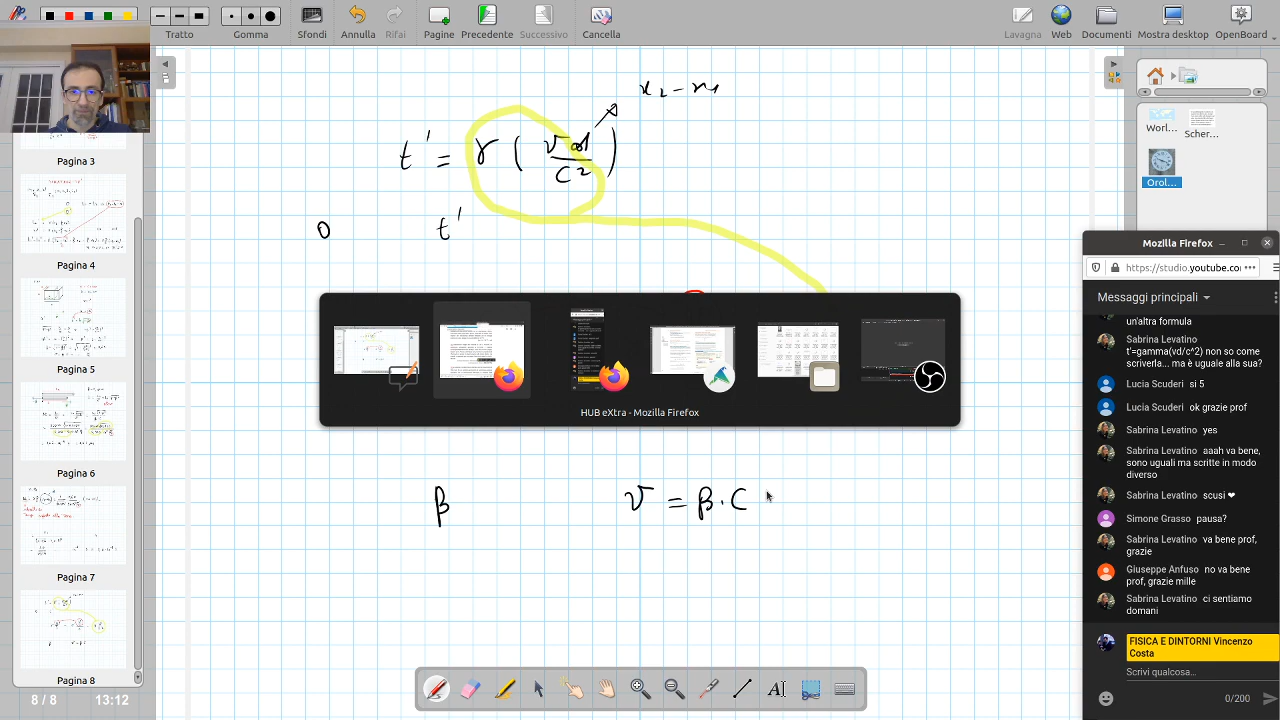 Tratto
Gomma
Sfondi
Annulla
Rifai
Pagina
Precedente
Successivo
Cancella
Lavagna
Web
Documenti
Mostra desktop
OpenBoard
x₂ - x₁
t' = γ ( vd / c² )
0 t'
β v = β · c
HUB eXtra - Mozilla Firefox
Pagina 3
Pagina 4
Pagina 5
Pagina 6
Pagina 7
Pagina 8
8 / 8 13:12
Worl...
Scher...
Orol...
Mozilla Firefox
https://studio.youtube.co
Messaggi principali
un'altra formula
Sabrina Levatino
t=gamma(vd/c^2) non so come
scriverla... ma è uguale alla sua?
Lucia Scuderi si 5
Lucia Scuderi ok grazie prof
Sabrina Levatino yes
Sabrina Levatino aaah va bene,
sono uguali ma scritte in modo
diverso
Sabrina Levatino scusi ❤
Simone Grasso pausa?
Sabrina Levatino va bene prof,
grazie
Giuseppe Anfuso no va bene
prof, grazie mille
Sabrina Levatino ci sentiamo
domani
FISICA E DINTORNI Vincenzo
Costa
Scrivi qualcosa...
0/200